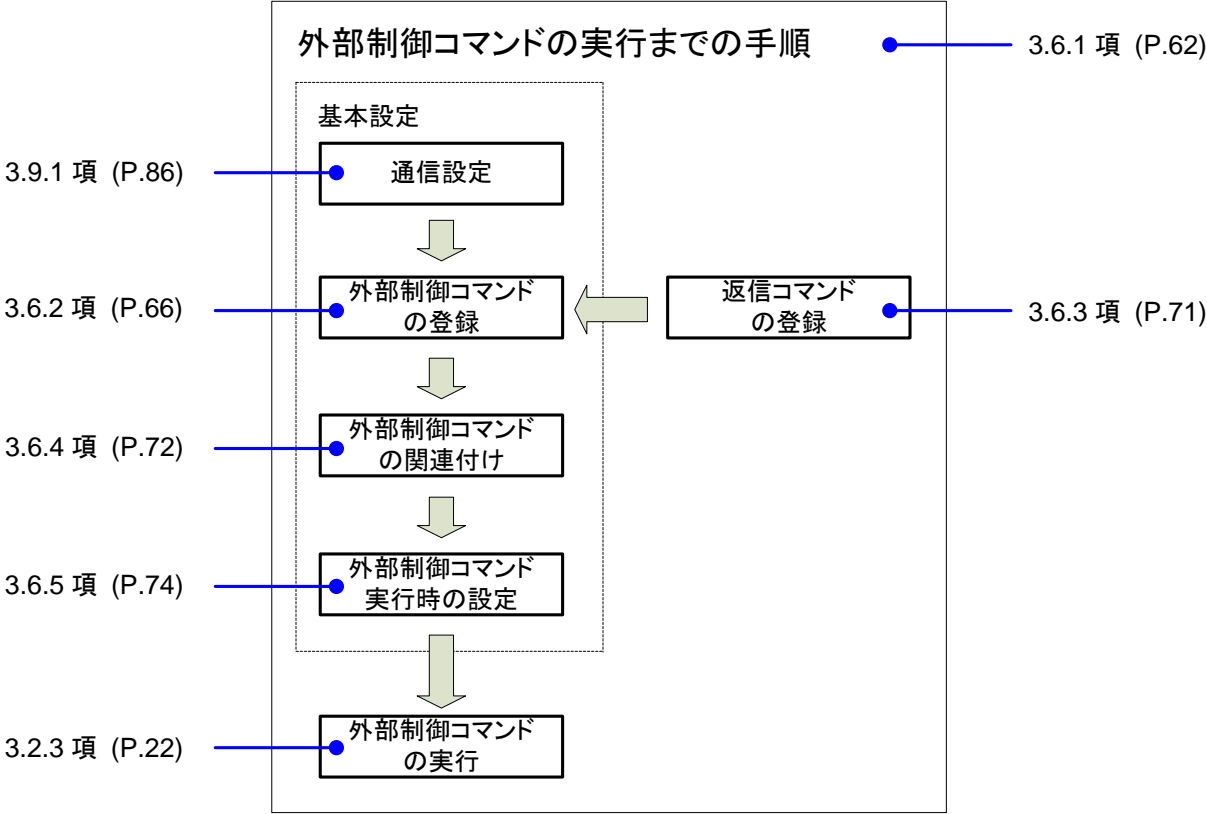 外部制御コマンドの実行までの手順
3.6.1 項 (P.62)
基本設定
3.9.1 項 (P.86)
通信設定
3.6.2 項 (P.66)
外部制御コマンド
の登録
返信コマンド
の登録
3.6.3 項 (P.71)
3.6.4 項 (P.72)
外部制御コマンド
の関連付け
3.6.5 項 (P.74)
外部制御コマンド
実行時の設定
3.2.3 項 (P.22)
外部制御コマンド
の実行